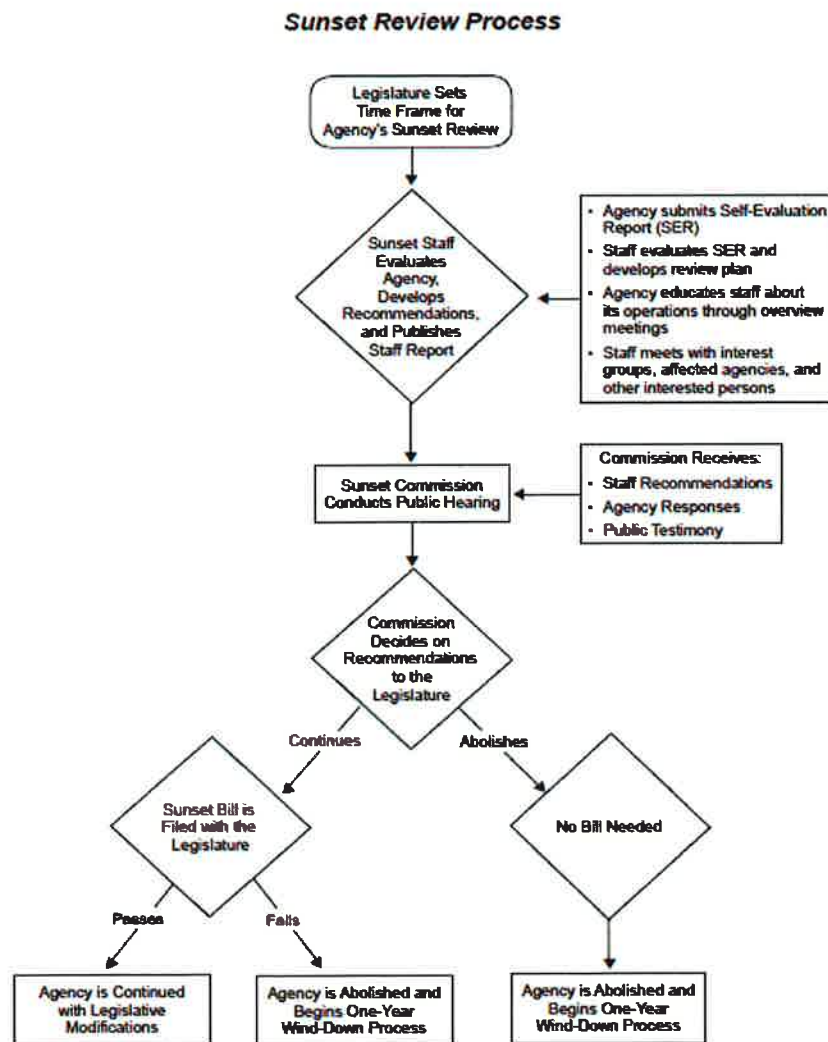 Sunset Review Process
Legislature Sets
Time Frame for
Agency's Sunset Review
Sunset Staff
Evaluates
Agency,
Develops
Recommendations,
and Publishes
Staff Report
• Agency submits Self-Evaluation
Report (SER)
• Staff evaluates SER and
develops review plan
• Agency educates staff about
its operations through overview
meetings
• Staff meets with interest
groups, affected agencies, and
other interested persons
Sunset Commission
Conducts Public Hearing
Commission Receives:
• Staff Recommendations
• Agency Responses
• Public Testimony
Commission
Decides on
Recommendations
to the
Legislature
Continues
Abolishes
Sunset Bill is
Filed with the
Legislature
No Bill Needed
Passes
Fails
Agency is Continued
with Legislative
Modifications
Agency is Abolished and
Begins One-Year
Wind-Down Process
Agency is Abolished and
Begins One-Year
Wind-Down Process